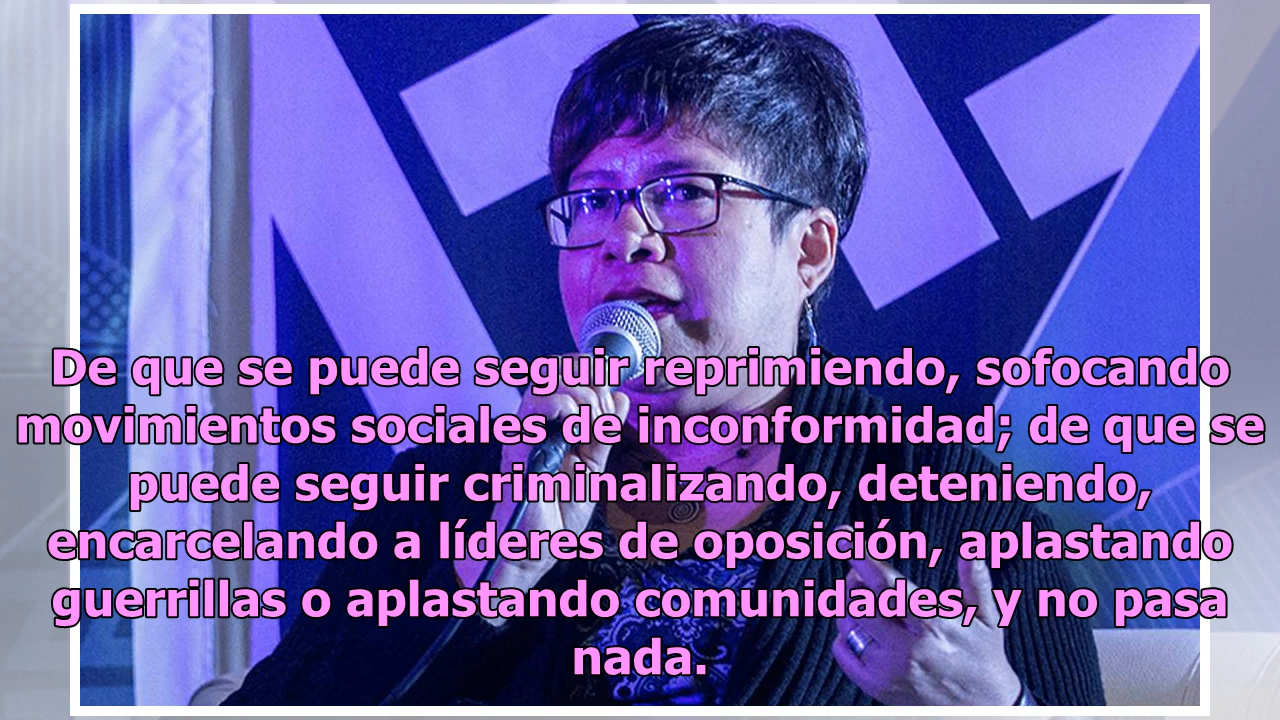 De que se puede seguir reprimiendo, sofocando
movimientos sociales de inconformidad; de que se
puede seguir criminalizando, deteniendo,
encarcelando a líderes de oposición, aplastando
guerrillas o aplastando comunidades, y no pasa
nada.